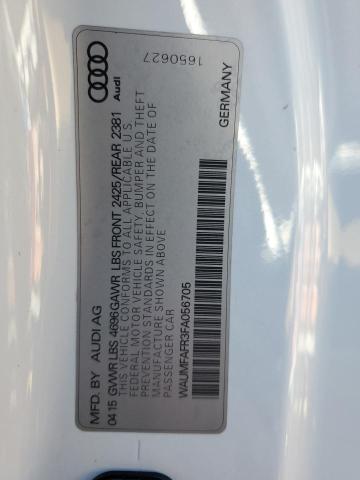 MFD. BY AUDI AG
0415 GVWR LBS 4696 GAWR LBS FRONT 2425/REAR 2381
THIS VEHICLE CONFORMS TO ALL APPLICABLE U S
FEDERAL MOTOR VEHICLE SAFETY, BUMPER AND THEFT
PREVENTION STANDARDS IN EFFECT ON THE DATE OF
MANUFACTURE SHOWN ABOVE
PASSENGER CAR
WAUMFAFR3FA056705
Audi
1650627
GERMANY